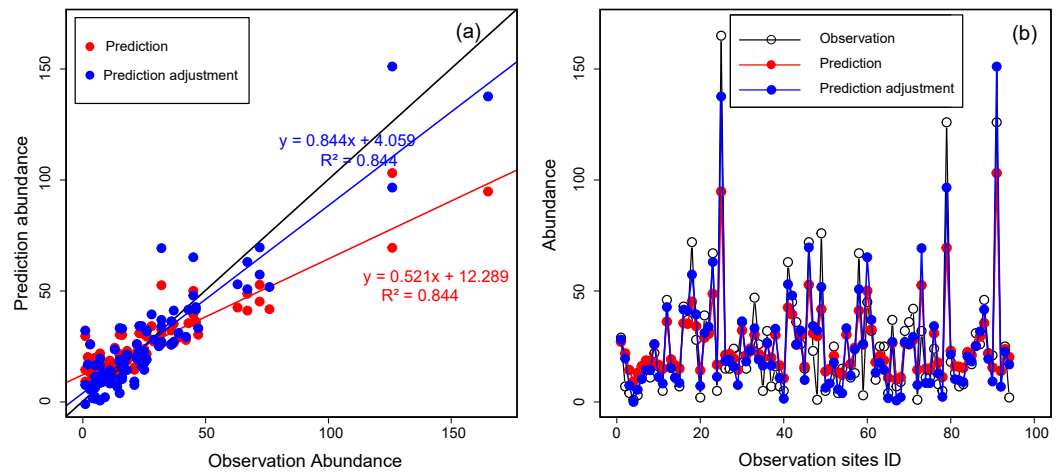 (a)
Prediction
Prediction adjustment
y = 0.844x + 4.059
R² = 0.844
y = 0.521x + 12.289
R² = 0.844
150
100
50
0
Prediction abundance
0 50 100 150
Observation Abundance
(b)
Observation
Prediction
Prediction adjustment
150
100
50
0
Abundance
0 20 40 60 80 100
Observation sites ID